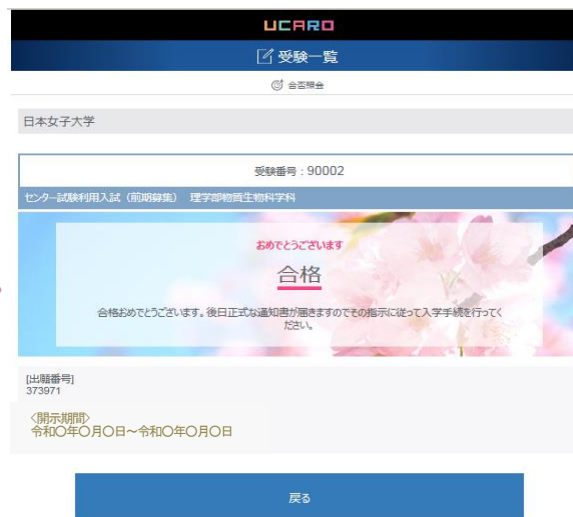 UCARO
受験一覧
合否照会
日本女子大学
受験番号：90002
センター試験利用入試（前期募集） 理学部物質生物科学科
おめでとうございます
合格
合格おめでとうございます。後日正式な通知書が届きますのでその指示に従って入学手続を行ってく
ださい。
[出願番号]
373971
〈開示期間〉
令和〇年〇月〇日～令和〇年〇月〇日
戻る